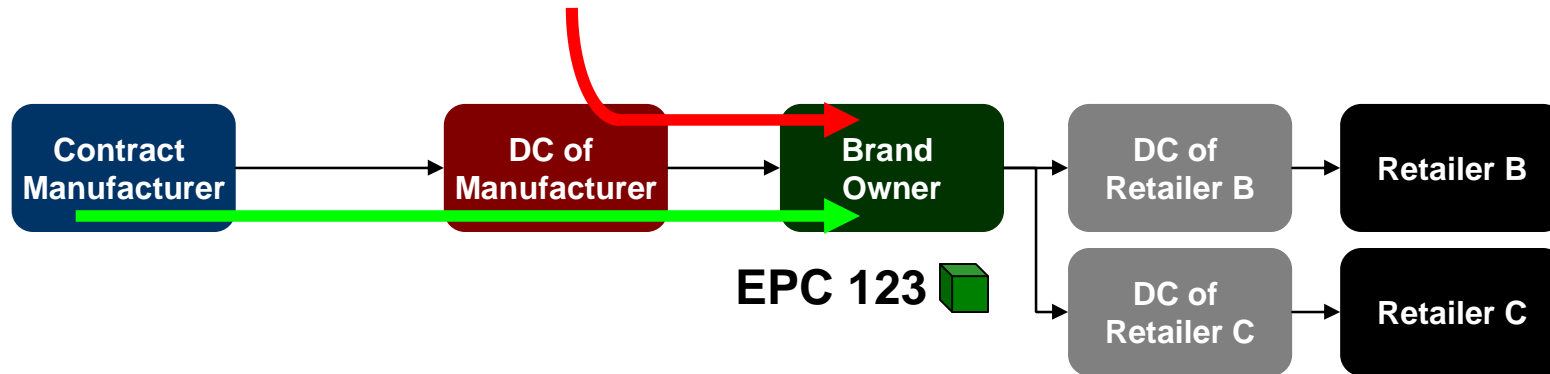 Contract
Manufacturer
DC of
Manufacturer
Brand
Owner
DC of
Retailer B
Retailer B
EPC 123
DC of
Retailer C
Retailer C